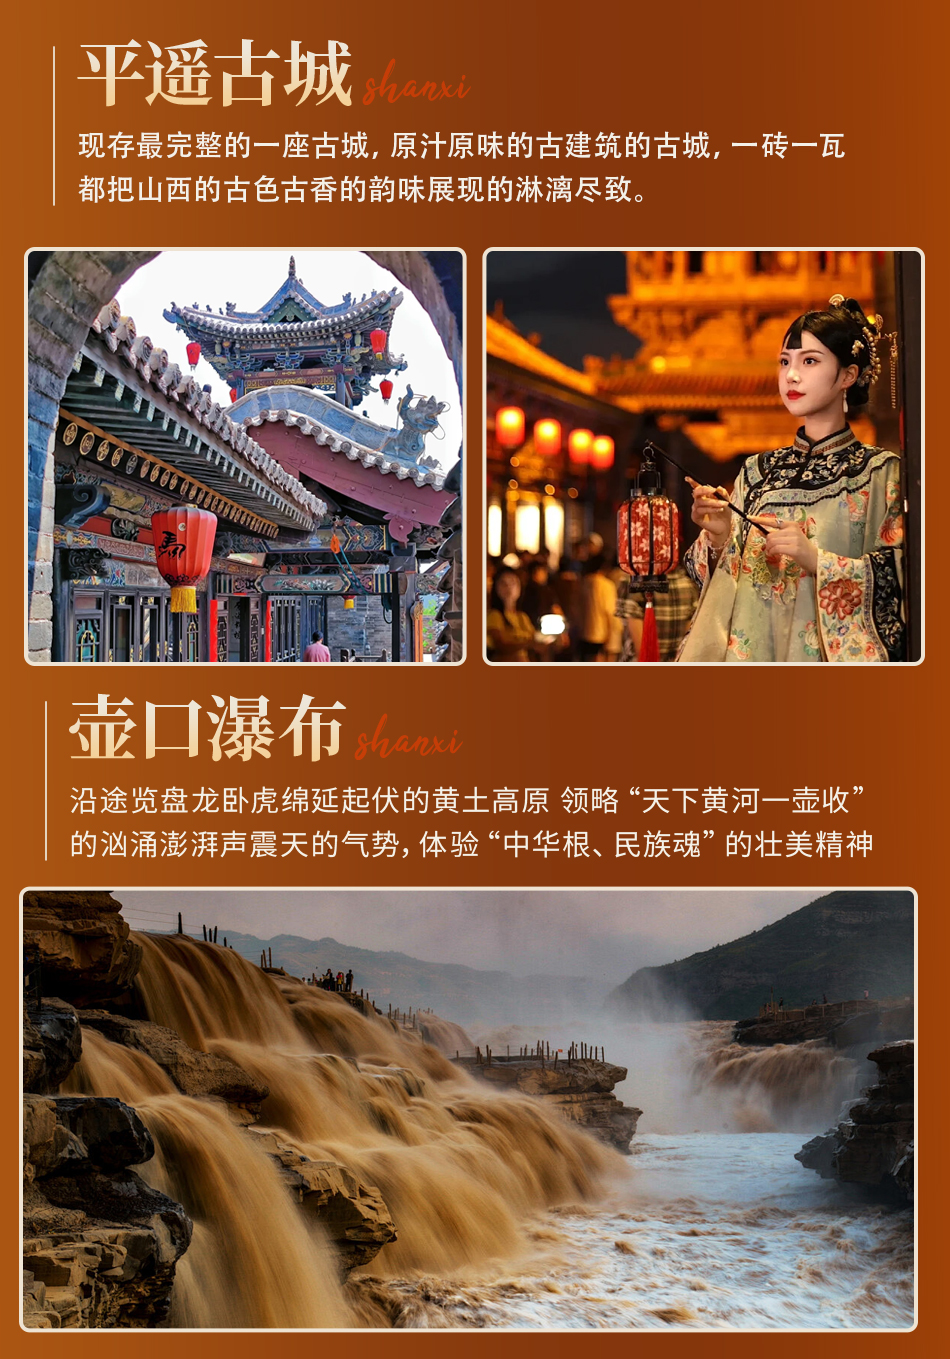 平遥古城 shanxi
现存最完整的一座古城, 原汁原味的古建筑的古城, 一砖一瓦
都把山西的古色古香的韵味展现的淋漓尽致。
壶口瀑布 shanxi
沿途览盘龙卧虎绵延起伏的黄土高原 领略 “天下黄河一壶收”
的汹涌澎湃声震天的气势, 体验 “中华根、民族魂” 的壮美精神